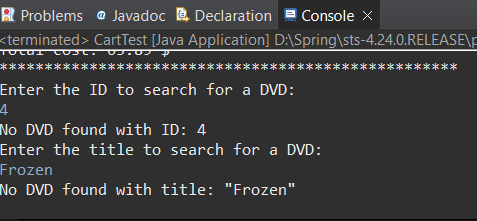 Problems @ Javadoc Declaration Console
<terminated> CartTest [Java Application] D:\Spring\sts-4.24.0.RELEASE\p
Total cost: 65.89 $
**************************************************
Enter the ID to search for a DVD:
4
No DVD found with ID: 4
Enter the title to search for a DVD:
Frozen
No DVD found with title: "Frozen"